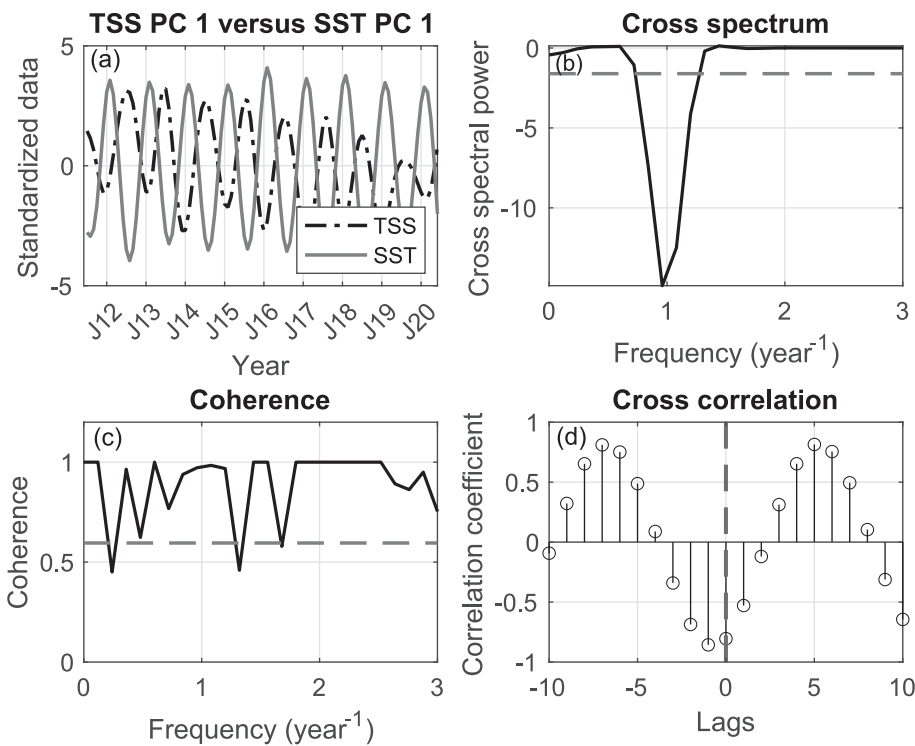 TSS PC 1 versus SST PC 1
(a)
Standardized data
5
0
-5
TSS
SST
J12 J13 J14 J15 J16 J17 J18 J19 J20
Year
Cross spectrum
(b)
Cross spectral power
0
-5
-10
0 1 2 3
Frequency (year⁻¹)
Coherence
(c)
Coherence
1
0.5
0
0 1 2 3
Frequency (year⁻¹)
Cross correlation
(d)
Correlation coefficient
1
0.5
0
-0.5
-1
-10 -5 0 5 10
Lags